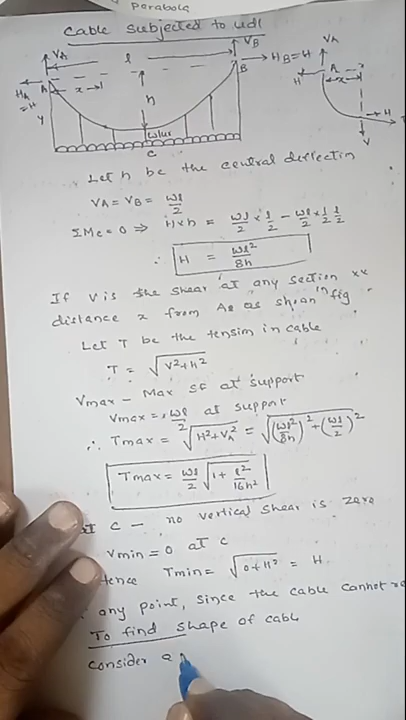 Parabola
Cable subjected to udl
VA l VB
HA =H A x B HB=H
y h
w/ur
C
VA
H A x
H
V
Let h be the central deflectin
VA = VB = wl/2
ΣMc = 0 ⇒ H×h = wl/2 × l/2 − wl/2 × 1/2 l/2
∴ H = wl²/8h
If V is the shear at any section xx
distance x from A as shown in fig
Let T be the tensim in cable
T = √V²+H²
Vmax - Max SF at support
Vmax = wl/2 at support
∴ Tmax = √H²+VA² = √(wl²/8h)²+(wl/2)²
Tmax = wl/2 √1 + l²/16h²
At C - no vertical shear is zero
Vmin = 0 at C
Hence Tmin = √0+H² = H
any point, since the cable cannot re
To find shape of cable
Consider a